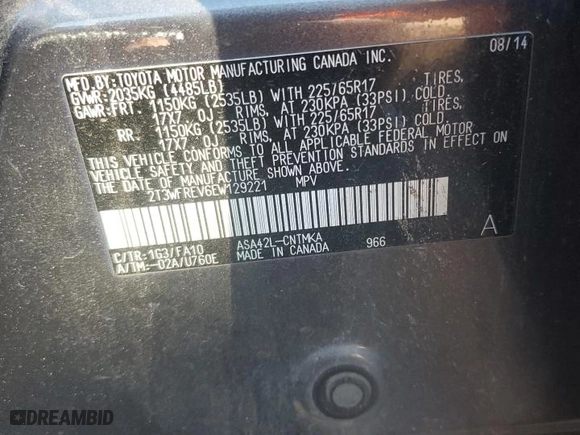 MFD.BY:TOYOTA MOTOR MANUFACTURING CANADA INC. 08/14
GVWR:2035KG (4485LB)
GAWR:FRT 1150KG (2535LB) WITH 225/65R17 TIRES,
17X7 0J RIMS, AT 230KPA (33PSI) COLD.
RR 1150KG (2535LB) WITH 225/65R17 TIRES,
17X7 0J RIMS, AT 230KPA (33PSI) COLD.
THIS VEHICLE CONFORMS TO ALL APPLICABLE FEDERAL MOTOR
VEHICLE SAFETY AND THEFT PREVENTION STANDARDS IN EFFECT ON
THE DATE OF MANUFACTURE SHOWN ABOVE.
2T3WFREV6EW129221 MPV
A
C/TR:1G3/FA10 ASA42L-CNTMKA 966
A/TM:-02A/U760E MADE IN CANADA
DREAMBID